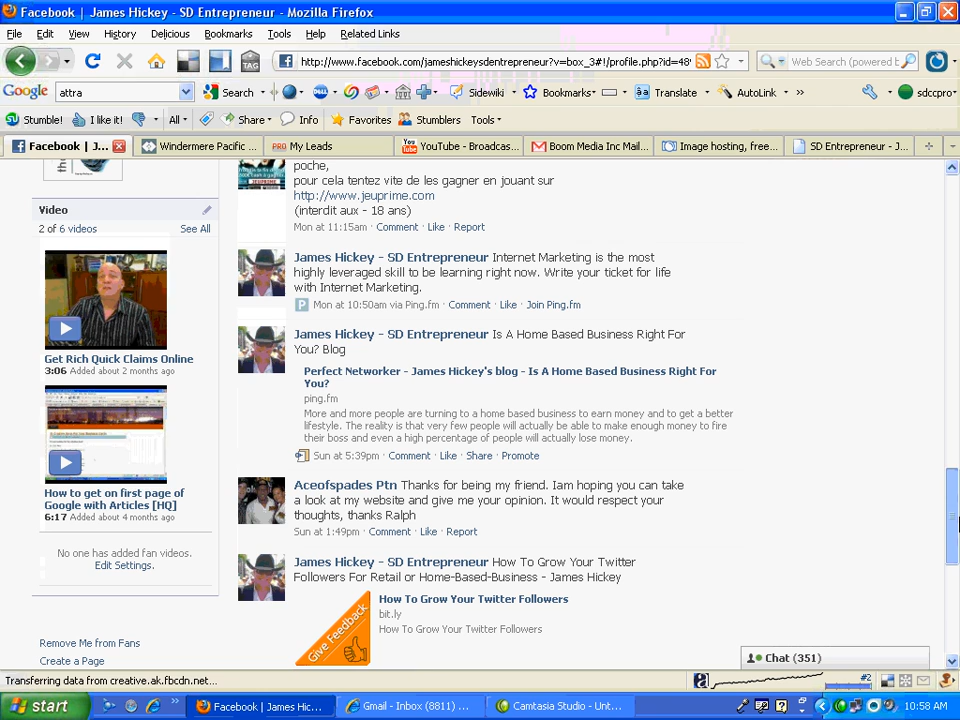 Facebook | James Hickey - SD Entrepreneur - Mozilla Firefox
File Edit View History Delicious Bookmarks Tools Help Related Links
TAG http://www.facebook.com/jameshickeysdentrepreneur?v=box_3#!/profile.php?id=48 Web Search (powered b
Google attra Search Sidewiki Bookmarks Translate AutoLink » sdccpro
Stumble! I like it! All Share Info Favorites Stumblers Tools
Facebook | J... Windermere Pacific ... PRO My Leads YouTube - Broadcas... Boom Media Inc Mail... Image hosting, free... SD Entrepreneur - J...
poche,
pour cela tentez vite de les gagner en jouant sur
http://www.jeuprime.com
(interdit aux - 18 ans)
Mon at 11:15am · Comment · Like · Report
Video
2 of 6 videos See All
Get Rich Quick Claims Online
3:06 Added about 2 months ago
How to get on first page of
Google with Articles [HQ]
6:17 Added about 4 months ago
No one has added fan videos.
Edit Settings.
Remove Me from Fans
Create a Page
James Hickey - SD Entrepreneur Internet Marketing is the most
highly leveraged skill to be learning right now. Write your ticket for life
with Internet Marketing.
P Mon at 10:50am via Ping.fm · Comment · Like · Join Ping.fm
James Hickey - SD Entrepreneur Is A Home Based Business Right For
You? Blog
Perfect Networker - James Hickey's blog - Is A Home Based Business Right For
You?
ping.fm
More and more people are turning to a home based business to earn money and to get a better
lifestyle. The reality is that very few people will actually be able to make enough money to fire
their boss and even a high percentage of people will actually lose money.
Sun at 5:39pm · Comment · Like · Share · Promote
Aceofspades Ptn Thanks for being my friend. Iam hoping you can take
a look at my website and give me your opinion. It would respect your
thoughts, thanks Ralph
Sun at 1:49pm · Comment · Like · Report
James Hickey - SD Entrepreneur How To Grow Your Twitter
Followers For Retail or Home-Based-Business - James Hickey
Give Feedback
How To Grow Your Twitter Followers
bit.ly
How To Grow Your Twitter Followers
Chat (351)
Transferring data from creative.ak.fbcdn.net... #2
start » Facebook | James Hic... Gmail - Inbox (8811) ... Camtasia Studio - Unt... 10:58 AM